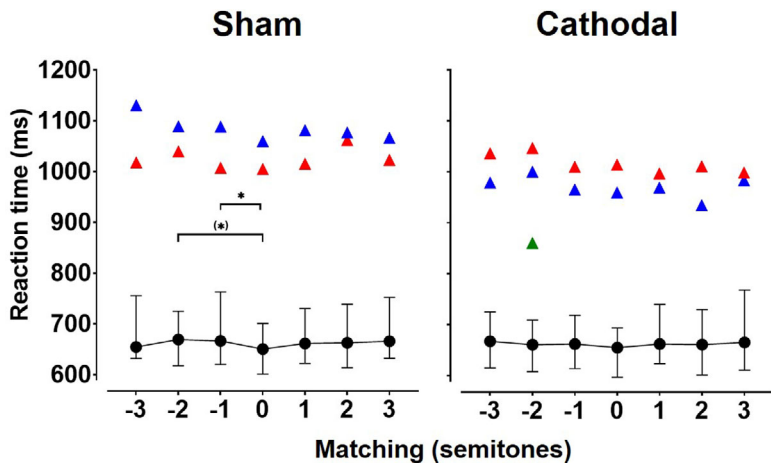 Sham
Cathodal
Reaction time (ms)
1200
1100
1000
900
800
700
600
*
(*)
-3 -2 -1 0 1 2 3
-3 -2 -1 0 1 2 3
Matching (semitones)